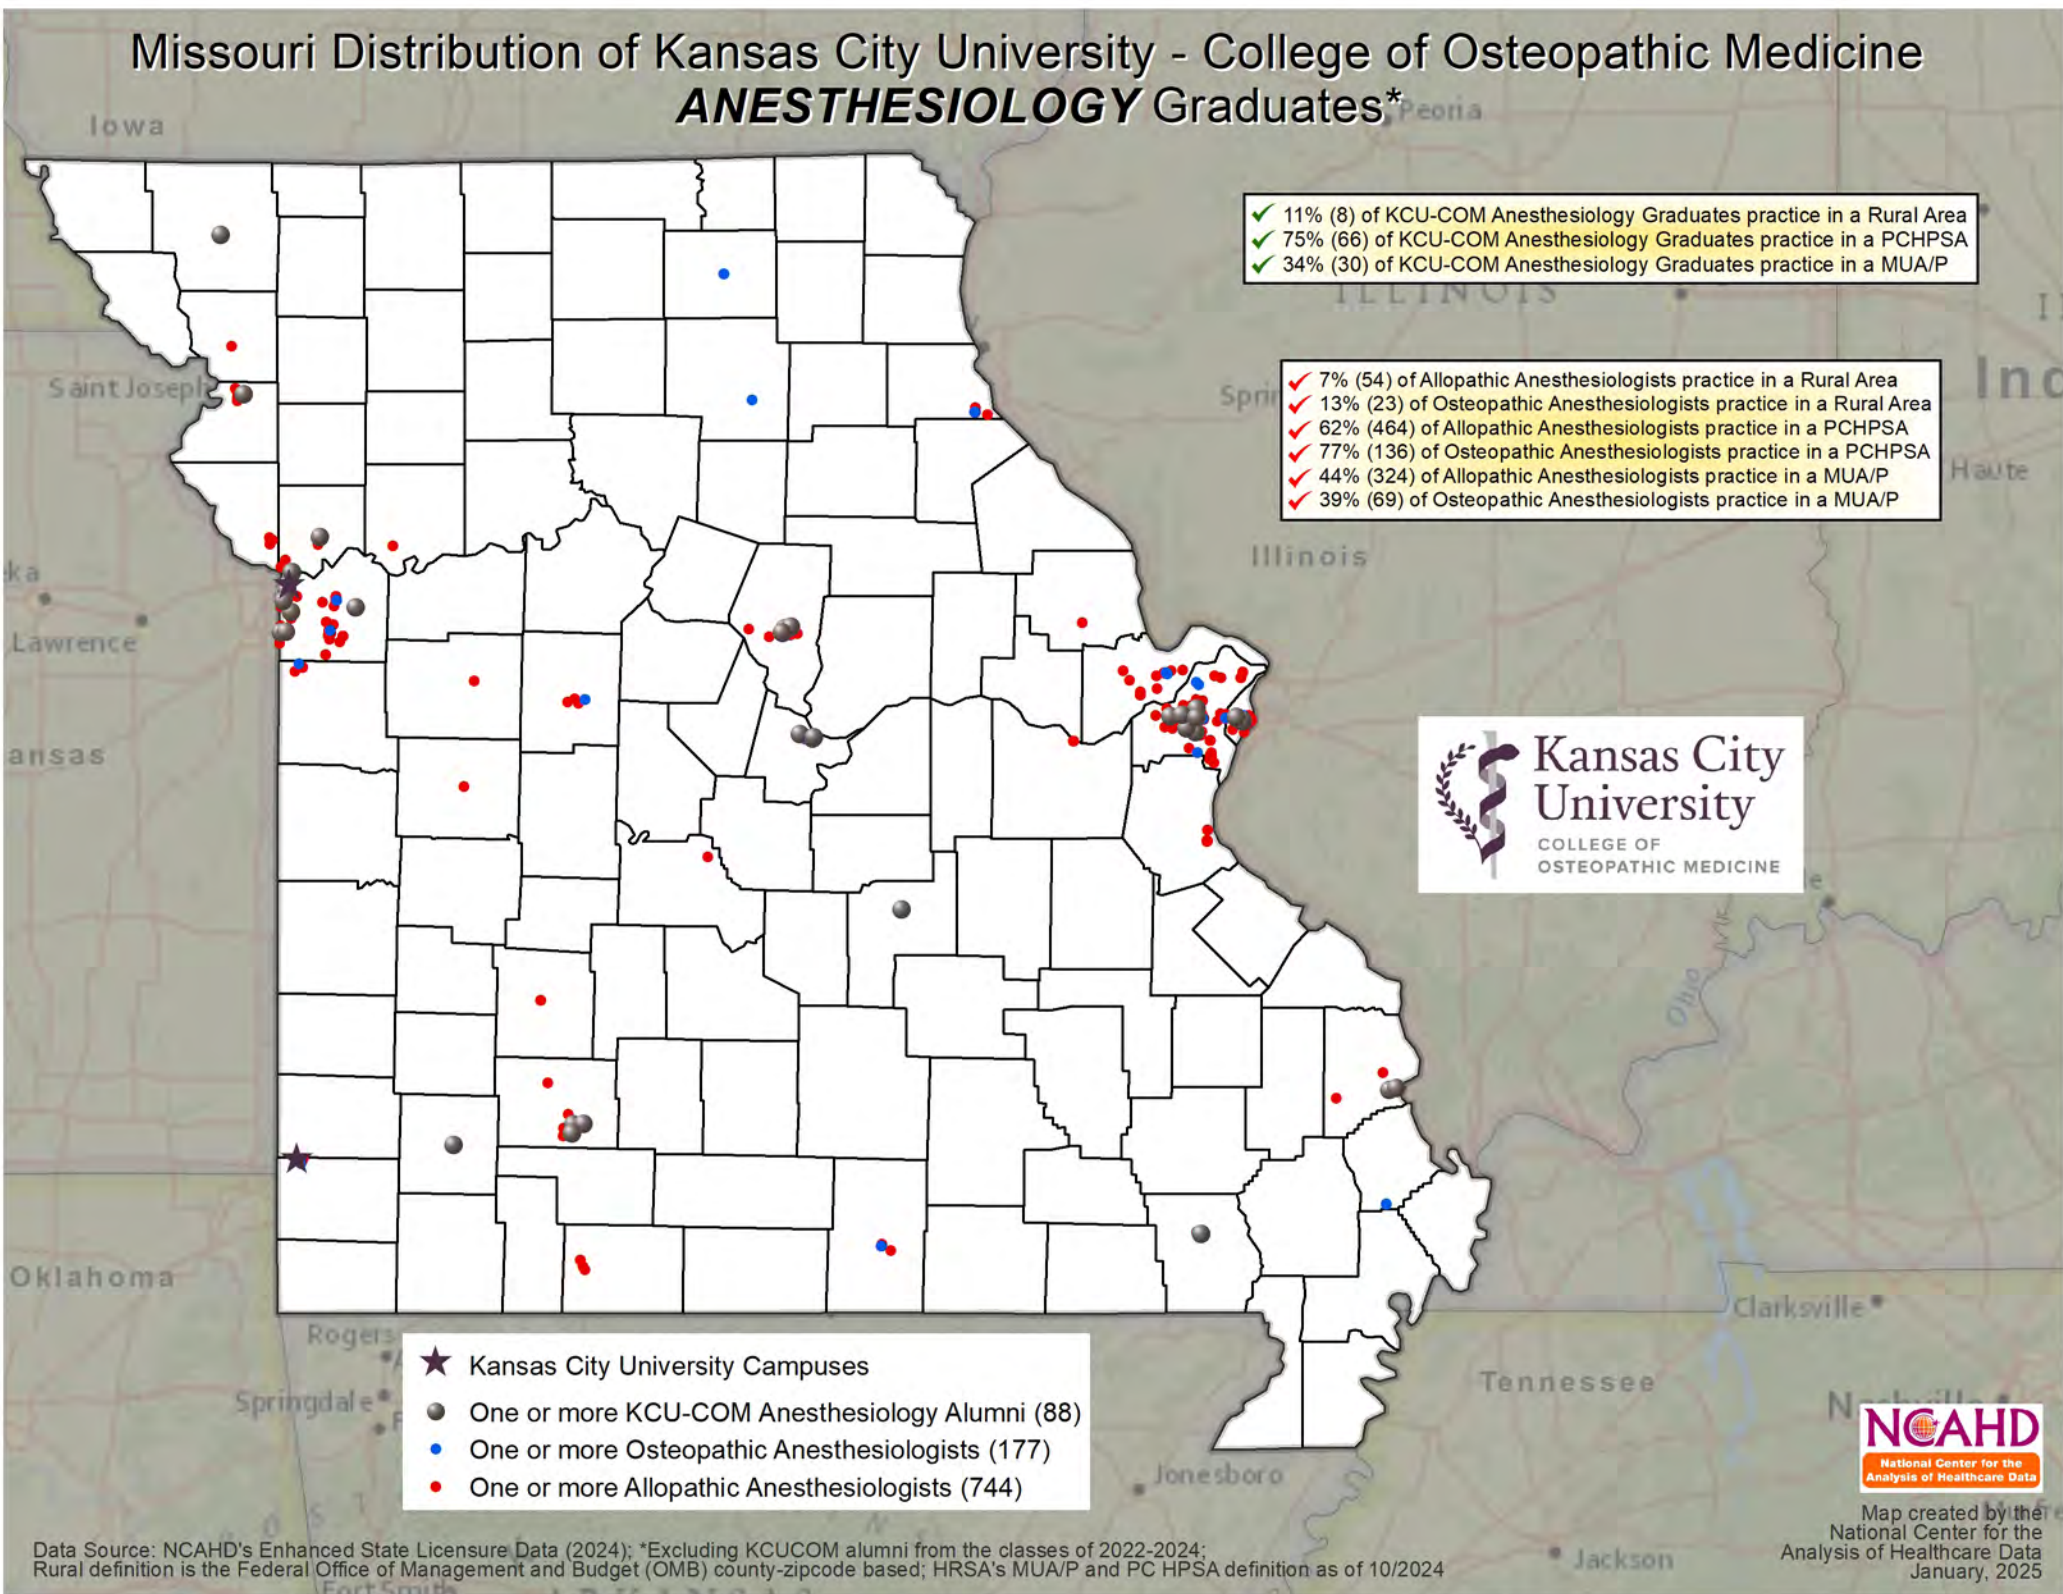 Missouri Distribution of Kansas City University - College of Osteopathic Medicine
ANESTHESIOLOGY Graduates*
Iowa
Peoria
11% (8) of KCU-COM Anesthesiology Graduates practice in a Rural Area
75% (66) of KCU-COM Anesthesiology Graduates practice in a PCHPSA
34% (30) of KCU-COM Anesthesiology Graduates practice in a MUA/P
ILLINOIS
Saint Joseph
7% (54) of Allopathic Anesthesiologists practice in a Rural Area
13% (23) of Osteopathic Anesthesiologists practice in a Rural Area
62% (464) of Allopathic Anesthesiologists practice in a PCHPSA
77% (136) of Osteopathic Anesthesiologists practice in a PCHPSA
44% (324) of Allopathic Anesthesiologists practice in a MUA/P
39% (69) of Osteopathic Anesthesiologists practice in a MUA/P
Sprin
Ind
Haute
Illinois
ka
Lawrence
ansas
Kansas City
University
COLLEGE OF
OSTEOPATHIC MEDICINE
Ohio
Oklahoma
Rogers
Springdale
Clarksville
Tennessee
Kansas City University Campuses
One or more KCU-COM Anesthesiology Alumni (88)
One or more Osteopathic Anesthesiologists (177)
One or more Allopathic Anesthesiologists (744)
Jonesboro
Jackson
NCAHD
National Center for the
Analysis of Healthcare Data
Map created by the
National Center for the
Analysis of Healthcare Data
January, 2025
Data Source: NCAHD's Enhanced State Licensure Data (2024); *Excluding KCUCOM alumni from the classes of 2022-2024;
Rural definition is the Federal Office of Management and Budget (OMB) county-zipcode based; HRSA's MUA/P and PC HPSA definition as of 10/2024
Fort Smith